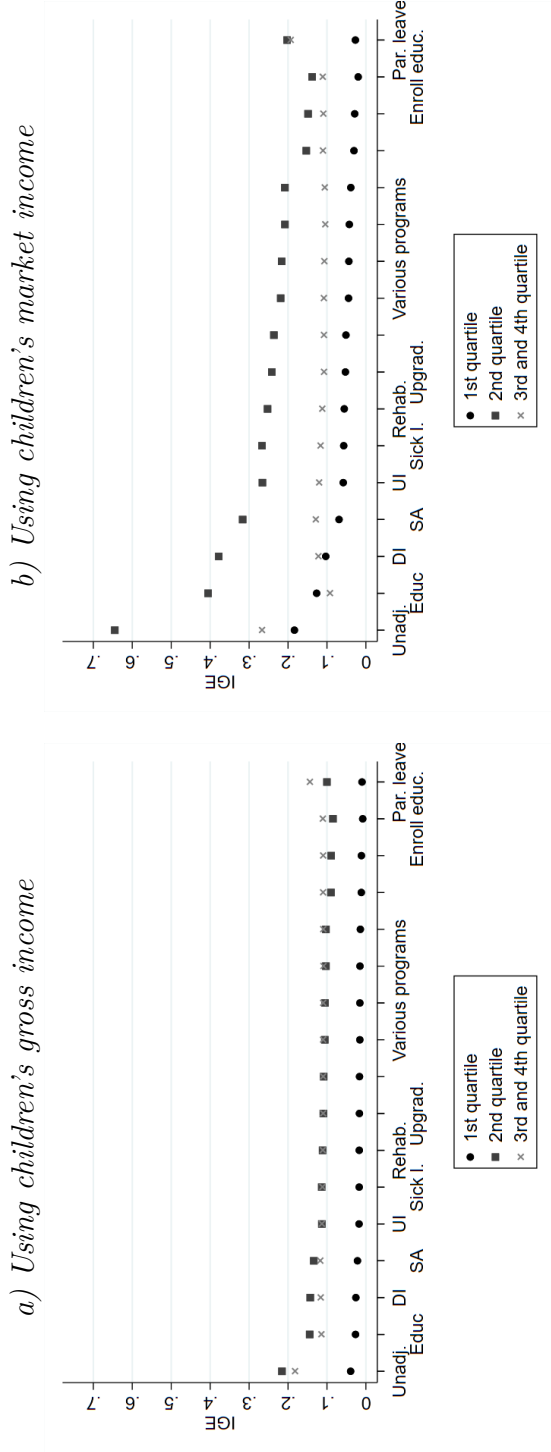 a) Using children's gross income
.7
.6
.5
.4
.3
.2
.1
0
IGE
Unadj.
Educ
DI
SA
UI
Sick l.
Rehab.
Upgrad.
Various programs
Enroll educ.
Par. leave
1st quartile
2nd quartile
3rd and 4th quartile
b) Using children's market income
.7
.6
.5
.4
.3
.2
.1
0
IGE
Unadj.
Educ
DI
SA
UI
Sick l.
Rehab.
Upgrad.
Various programs
Enroll educ.
Par. leave
1st quartile
2nd quartile
3rd and 4th quartile